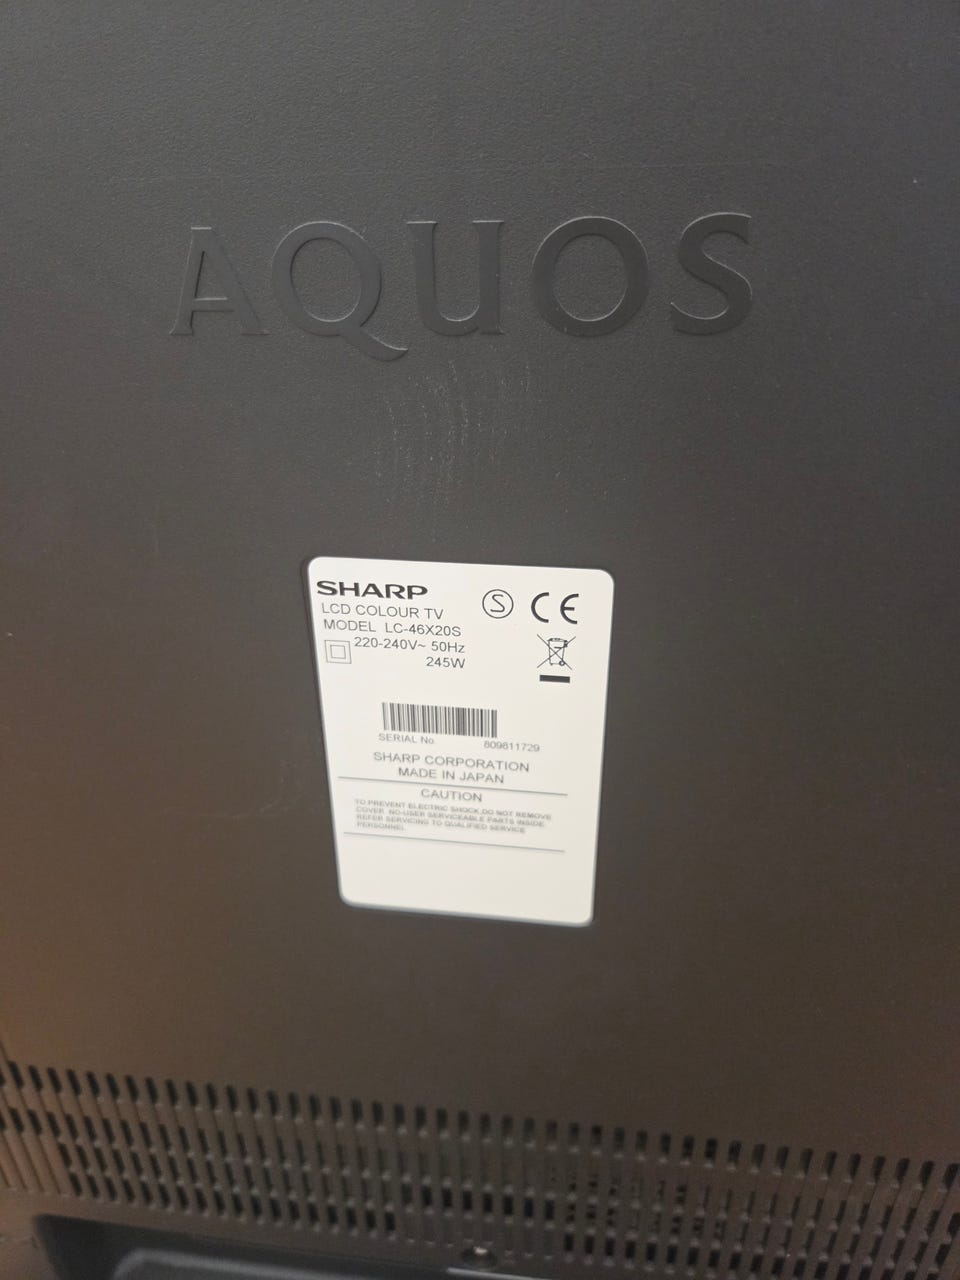 AQUOS
SHARP
LCD COLOUR TV
MODEL LC-46X20S
220-240V~ 50Hz
245W
S CE
SERIAL No. 809811729
SHARP CORPORATION
MADE IN JAPAN
CAUTION
TO PREVENT ELECTRIC SHOCK DO NOT REMOVE
COVER. NO-USER SERVICEABLE PARTS INSIDE.
REFER SERVICING TO QUALIFIED SERVICE
PERSONNEL.